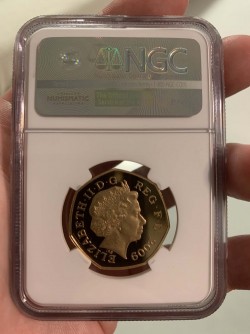 NGC
NUMISMATIC
ELIZABETH·II·D·G
REG·F·D
2009